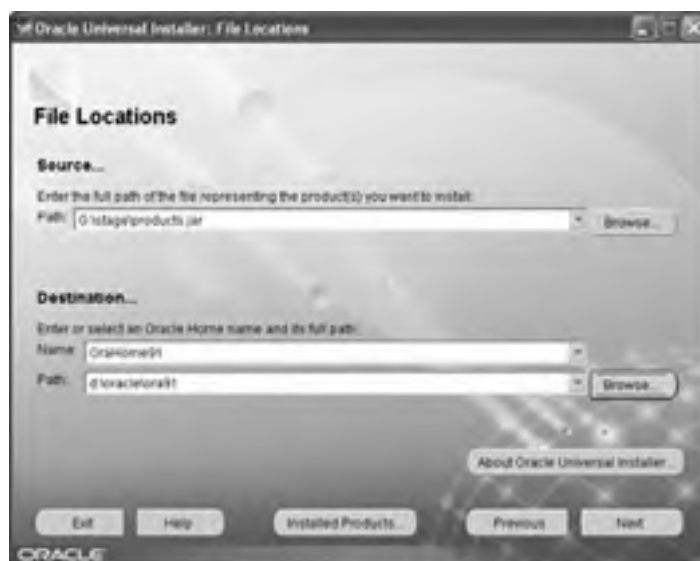 Oracle Universal Installer: File Locations
File Locations
Source...
Enter the full path of the file representing the product(s) you want to install:
Path: G:\stage\products.jar Browse...
Destination...
Enter or select an Oracle Home name and its full path:
Name: OraHome91
Path: d:\oracle\ora91 Browse...
About Oracle Universal Installer...
Exit Help Installed Products... Previous Next
ORACLE